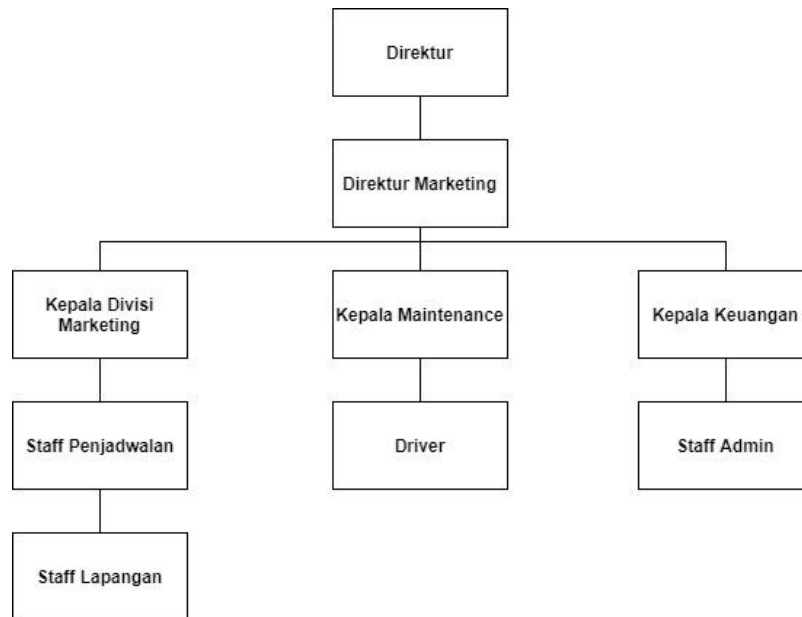 Direktur
Direktur Marketing
Kepala Divisi
Marketing
Kepala Maintenance
Kepala Keuangan
Staff Penjadwalan
Driver
Staff Admin
Staff Lapangan